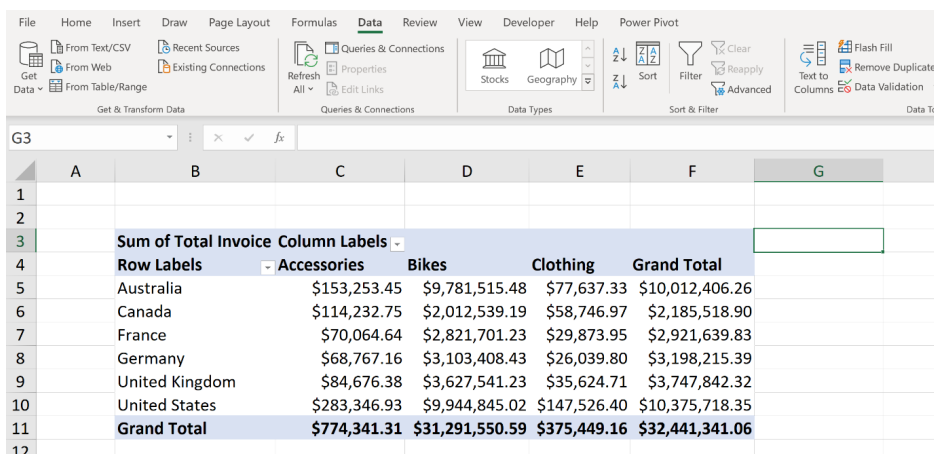 File Home Insert Draw Page Layout Formulas Data Review View Developer Help Power Pivot
Get Data
From Text/CSV
From Web
From Table/Range
Recent Sources
Existing Connections
Get & Transform Data
Refresh All
Queries & Connections
Properties
Edit Links
Queries & Connections
Stocks Geography
Data Types
Sort
Filter
Clear
Reapply
Advanced
Sort & Filter
Text to Columns
Flash Fill
Remove Duplicate
Data Validation
Data To
G3 fx
A B C D E F G
1
2
3 Sum of Total Invoice Column Labels
4 Row Labels Accessories Bikes Clothing Grand Total
5 Australia $153,253.45 $9,781,515.48 $77,637.33 $10,012,406.26
6 Canada $114,232.75 $2,012,539.19 $58,746.97 $2,185,518.90
7 France $70,064.64 $2,821,701.23 $29,873.95 $2,921,639.83
8 Germany $68,767.16 $3,103,408.43 $26,039.80 $3,198,215.39
9 United Kingdom $84,676.38 $3,627,541.23 $35,624.71 $3,747,842.32
10 United States $283,346.93 $9,944,845.02 $147,526.40 $10,375,718.35
11 Grand Total $774,341.31 $31,291,550.59 $375,449.16 $32,441,341.06
12